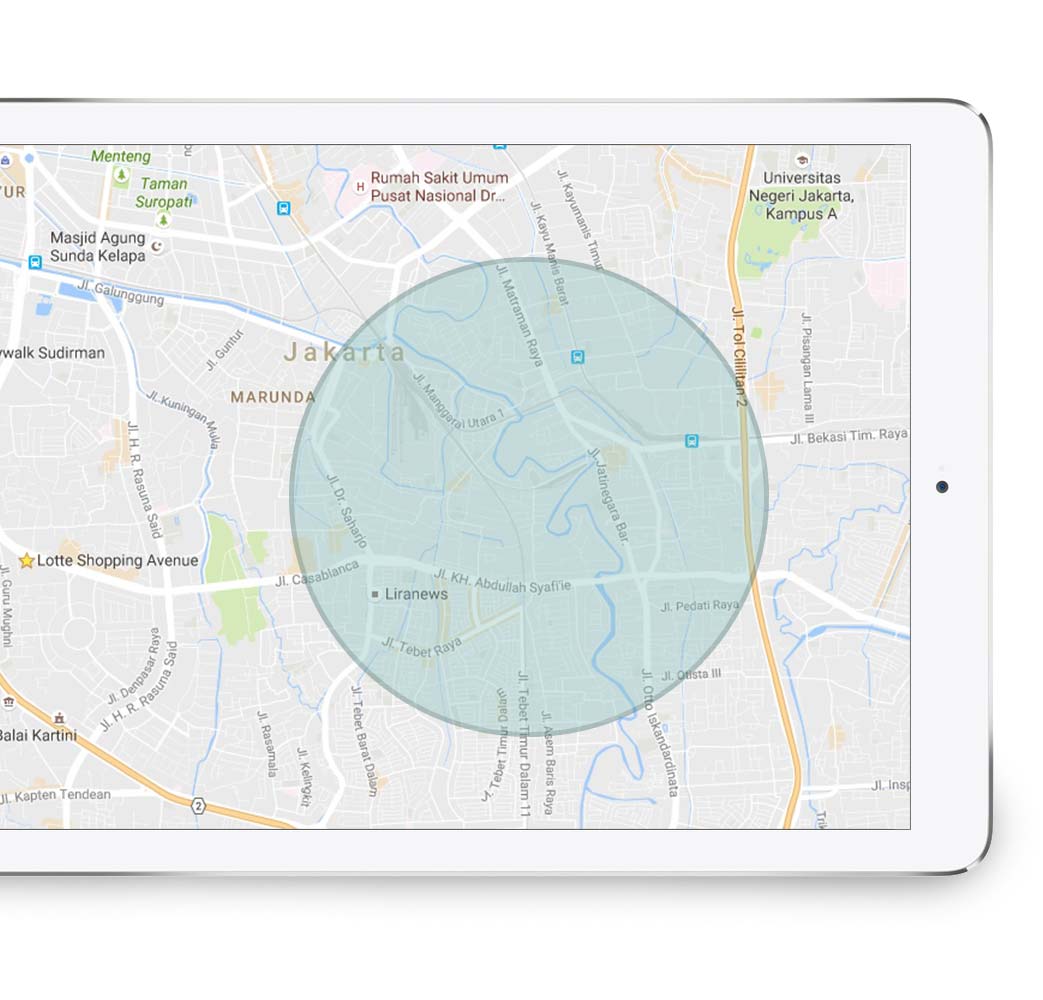 Menteng
Taman
Suropati
Rumah Sakit Umum
Pusat Nasional Dr...
H
Universitas
Negeri Jakarta,
Kampus A
UR
Masjid Agung
Sunda Kelapa
Jl. Kayumanis Timur
Jl. Kayu Manis Barat
Jl. Galunggung
Jl. Matraman Raya
Jl. Tol Cililitan 2
Jl. Pisangan Lama III
ywalk Sudirman
Jl. Guntur
Jakarta
MARUNDA
Jl. Kuningan Mulia
Jl. Manggarai Utara 1
Jl. Bekasi Tim. Raya
Jl. H. R. Rasuna Said
Jl. Dr. Saharjo
Jl. Jatinegara Bar.
Lotte Shopping Avenue
Jl. Casablanca
Jl. KH. Abdullah Syafi'ie
Liranews
Jl. Guru Mughni
Jl. Pedati Raya
Jl. Tebet Raya
Jl. Denpasar Raya
Jl. H. R. Rasuna Said
Jl. Otista III
Jl. Otto Iskandardinata
Balai Kartini
Jl. Rasamala
Jl. Kelingkit
Jl. Tebet Barat Dalam
Jl. Tebet Timur Dalam
Jl. Tebet Timur Dalam 11
Jl. Asem Baris Raya
Jl. Kapten Tendean
2
Jl. Insp
Trik